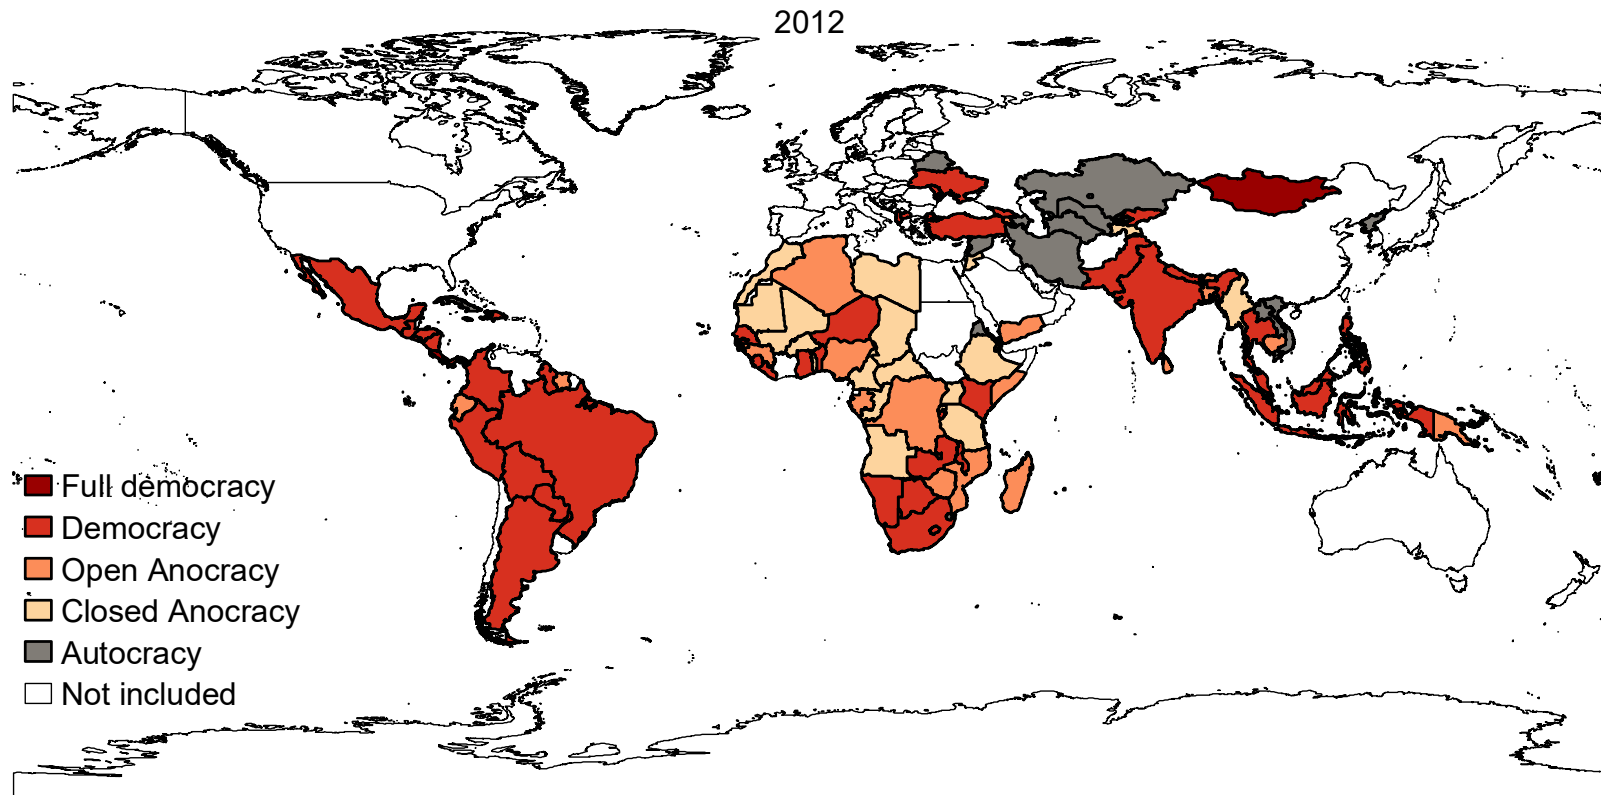 2012
Full democracy
Democracy
Open Anocracy
Closed Anocracy
Autocracy
Not included